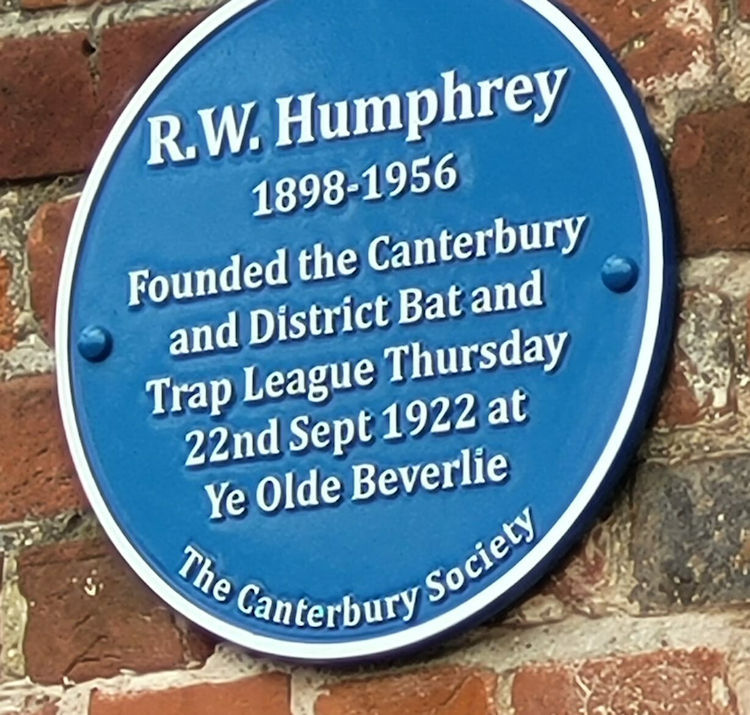 R.W. Humphrey
1898-1956
Founded the Canterbury
and District Bat and
Trap League Thursday
22nd Sept 1922 at
Ye Olde Beverlie
The Canterbury Society